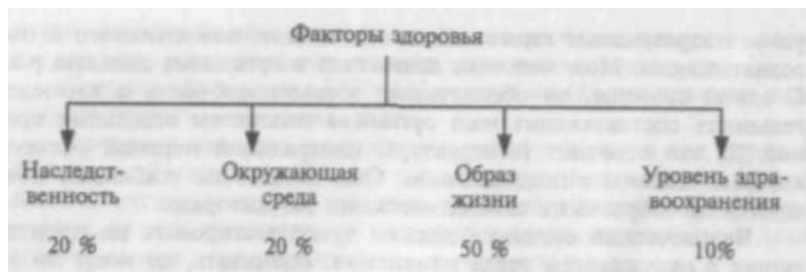 Факторы здоровья
Наследст-
венность
20 %
Окружающая
среда
20 %
Образ
жизни
50 %
Уровень здра-
воохранения
10%